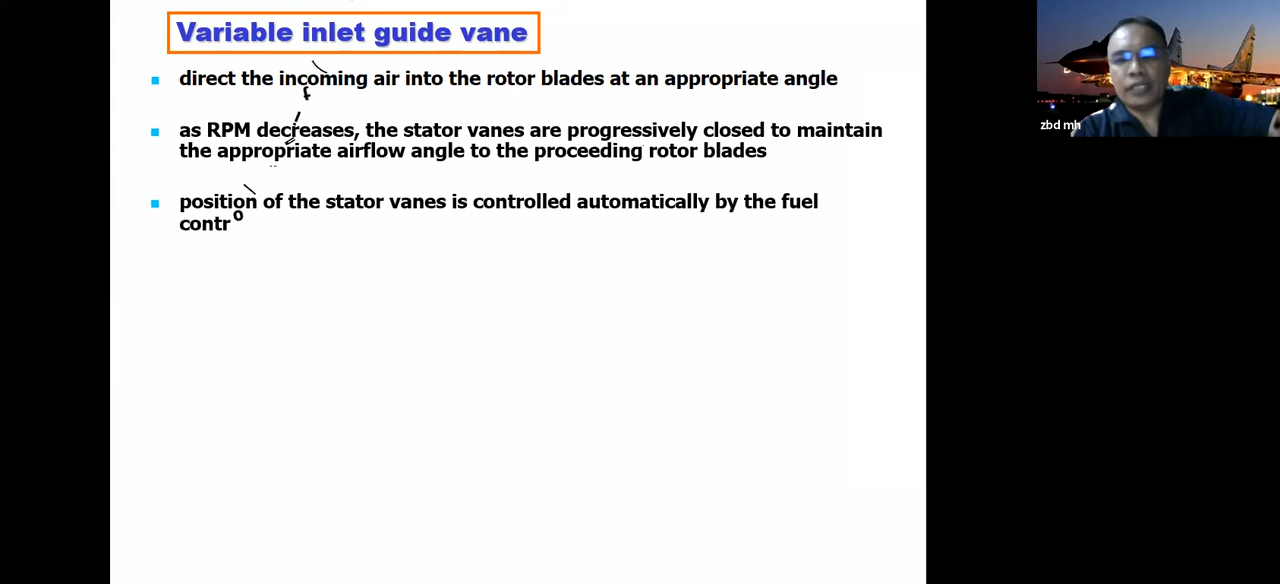 Variable inlet guide vane
direct the incoming air into the rotor blades at an appropriate angle
as RPM decreases, the stator vanes are progressively closed to maintain
the appropriate airflow angle to the proceeding rotor blades
position of the stator vanes is controlled automatically by the fuel
contro
zbd mh